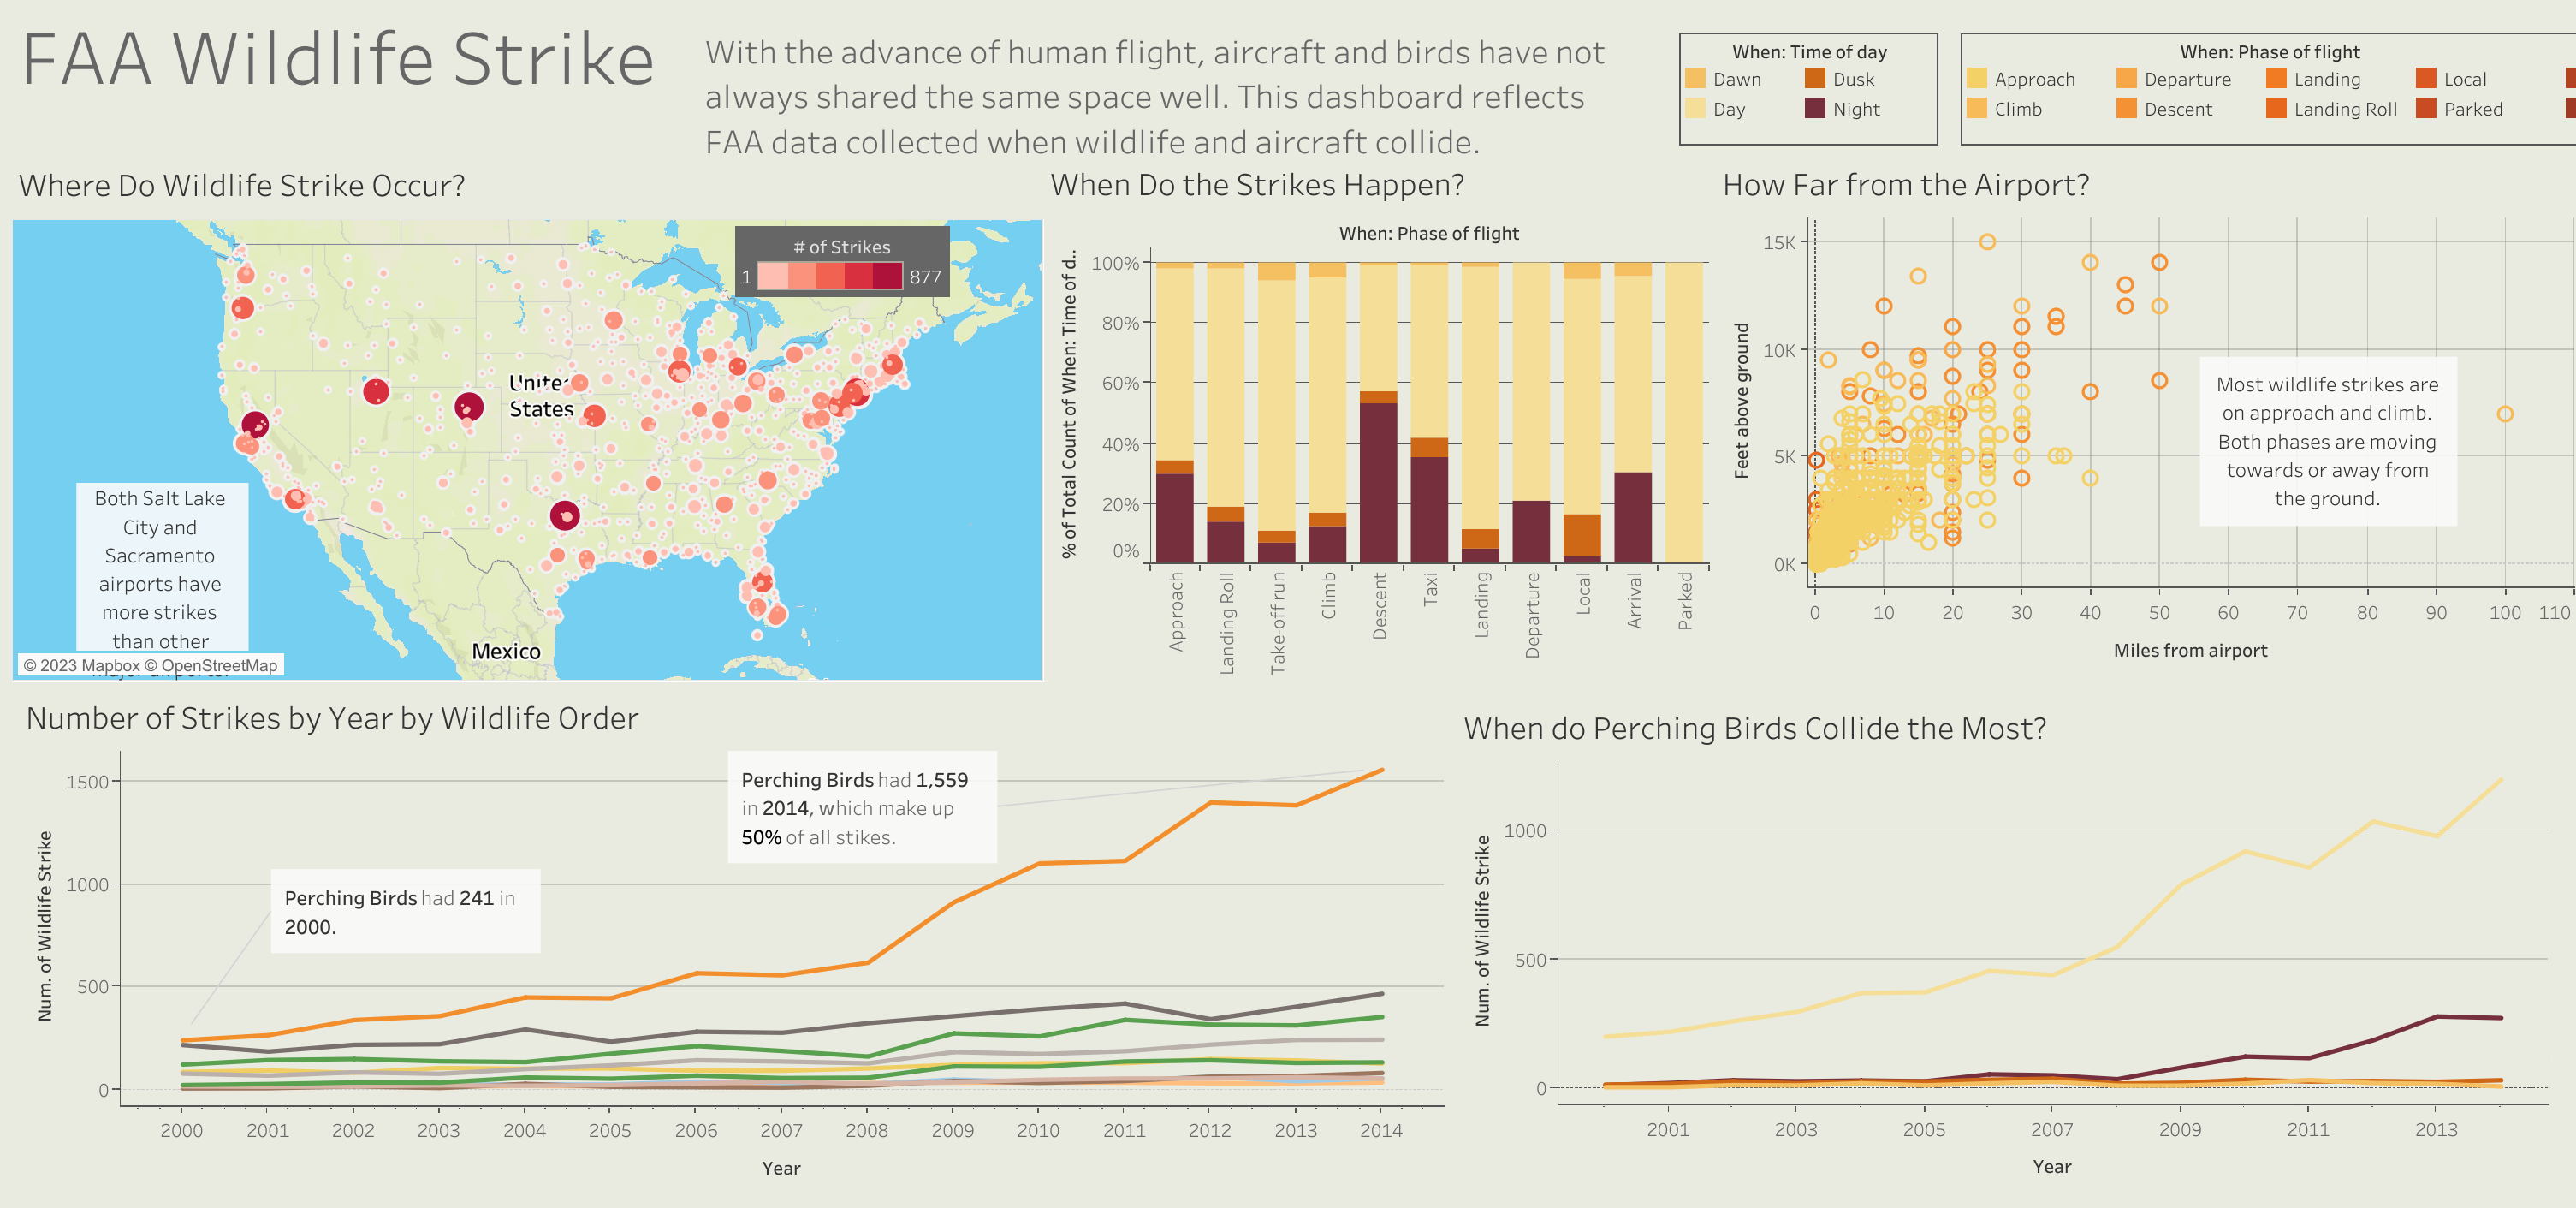 FAA Wildlife Strike
With the advance of human flight, aircraft and birds have not
always shared the same space well. This dashboard reflects
FAA data collected when wildlife and aircraft collide.
When: Time of day
Dawn
Dusk
Day
Night
When: Phase of flight
Approach
Departure
Landing
Local
Climb
Descent
Landing Roll
Parked
Where Do Wildlife Strike Occur?
# of Strikes
1
877
United
States
Mexico
Both Salt Lake
City and
Sacramento
airports have
more strikes
than other
© 2023 Mapbox © OpenStreetMap
When Do the Strikes Happen?
When: Phase of flight
% of Total Count of When: Time of d..
100%
80%
60%
40%
20%
0%
Approach
Landing Roll
Take-off run
Climb
Descent
Taxi
Landing
Departure
Local
Arrival
Parked
How Far from the Airport?
Feet above ground
15K
10K
5K
0K
Most wildlife strikes are
on approach and climb.
Both phases are moving
towards or away from
the ground.
0 10 20 30 40 50 60 70 80 90 100 110
Miles from airport
Number of Strikes by Year by Wildlife Order
Num. of Wildlife Strike
1500
1000
500
0
Perching Birds had 1,559
in 2014, which make up
50% of all stikes.
Perching Birds had 241 in
2000.
2000 2001 2002 2003 2004 2005 2006 2007 2008 2009 2010 2011 2012 2013 2014
Year
When do Perching Birds Collide the Most?
Num. of Wildlife Strike
1000
500
0
2001 2003 2005 2007 2009 2011 2013
Year